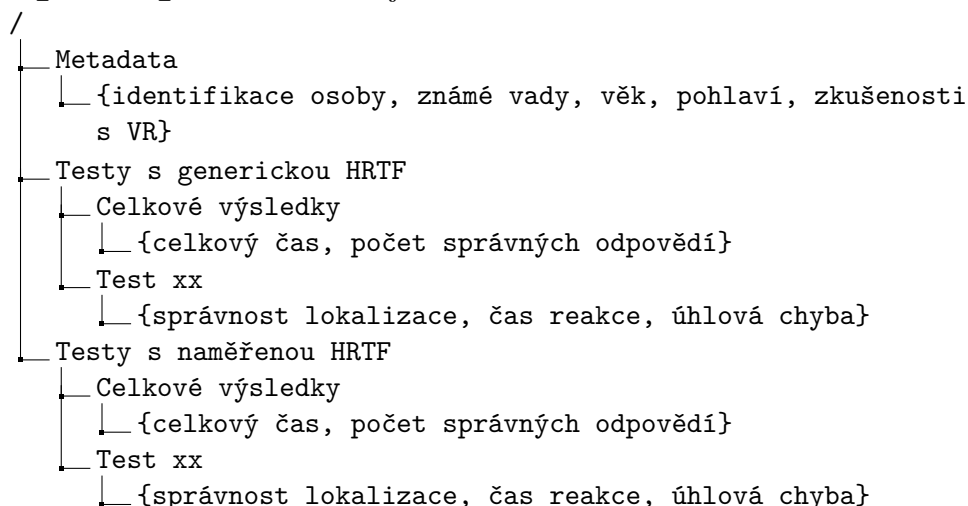 /
Metadata
{identifikace osoby, známé vady, věk, pohlaví, zkušenosti
s VR}
Testy s generickou HRTF
Celkové výsledky
{celkový čas, počet správných odpovědí}
Test xx
{správnost lokalizace, čas reakce, úhlová chyba}
Testy s naměřenou HRTF
Celkové výsledky
{celkový čas, počet správných odpovědí}
Test xx
{správnost lokalizace, čas reakce, úhlová chyba}